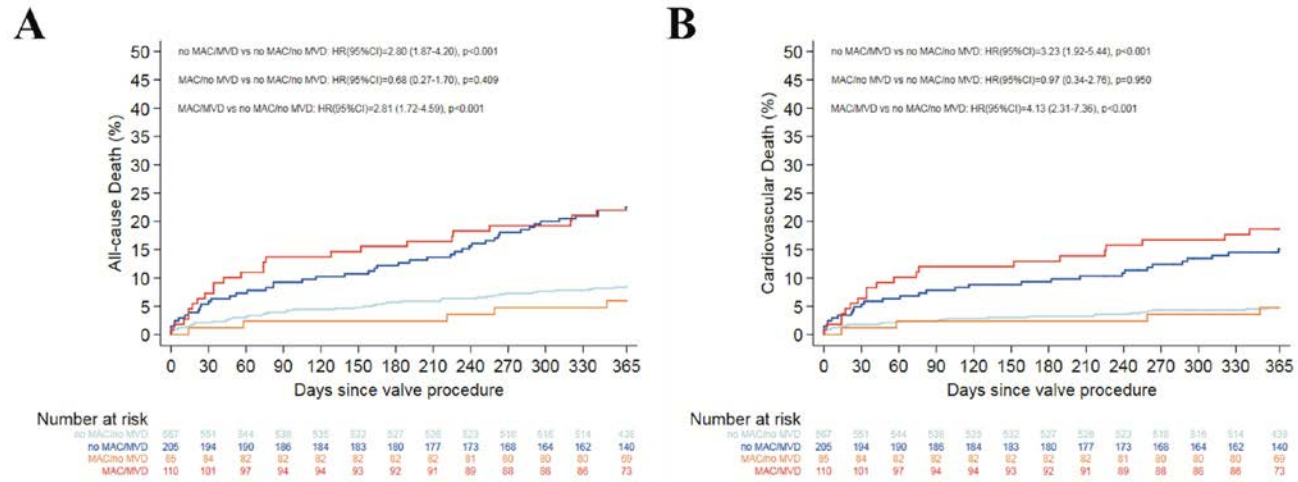 A
no MAC/MVD vs no MAC/no MVD: HR(95%CI)=2.80 (1.87-4.20), p<0.001
MAC/no MVD vs no MAC/no MVD: HR(95%CI)=0.68 (0.27-1.70), p=0.409
MAC/MVD vs no MAC/no MVD: HR(95%CI)=2.81 (1.72-4.59), p<0.001
All-cause Death (%)
50
45
40
35
30
25
20
15
10
5
0
0 30 60 90 120 150 180 210 240 270 300 330 365
Days since valve procedure
Number at risk
no MAC/no MVD 567 551 544 538 535 532 527 526 523 518 516 514 438
no MAC/MVD 205 194 190 186 184 183 180 177 173 168 164 162 140
MAC/no MVD 85 84 82 82 82 82 82 82 81 80 80 80 69
MAC/MVD 110 101 97 94 94 93 92 91 89 88 88 86 73
B
no MAC/MVD vs no MAC/no MVD: HR(95%CI)=3.23 (1.92-5.44), p<0.001
MAC/no MVD vs no MAC/no MVD: HR(95%CI)=0.97 (0.34-2.76), p=0.950
MAC/MVD vs no MAC/no MVD: HR(95%CI)=4.13 (2.31-7.36), p<0.001
Cardiovascular Death (%)
50
45
40
35
30
25
20
15
10
5
0
0 30 60 90 120 150 180 210 240 270 300 330 365
Days since valve procedure
Number at risk
no MAC/no MVD 567 551 544 538 535 532 527 526 523 518 516 514 438
no MAC/MVD 205 194 190 186 184 183 180 177 173 168 164 162 140
MAC/no MVD 85 84 82 82 82 82 82 82 81 80 80 80 69
MAC/MVD 110 101 97 94 94 93 92 91 89 88 88 86 73